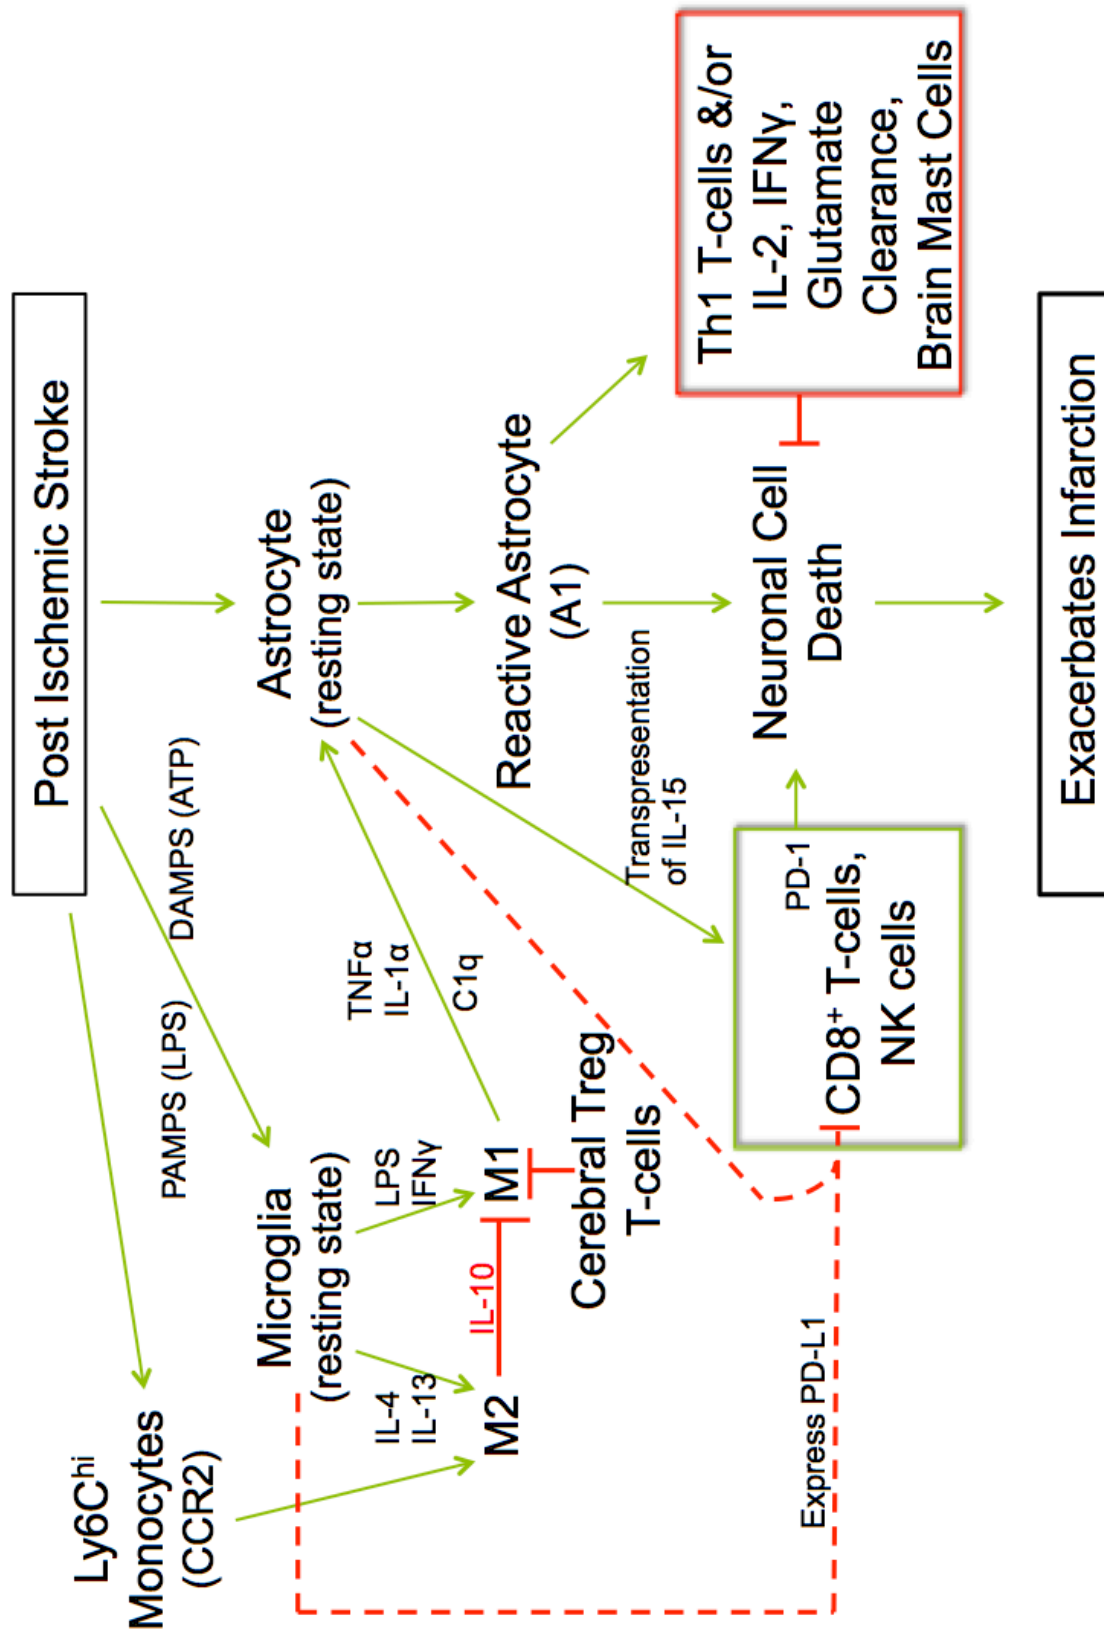 Post Ischemic Stroke
PAMPS (LPS)
DAMPS (ATP)
Ly6Chi
Monocytes
(CCR2)
Microglia
(resting state)
Astrocyte
(resting state)
IL-4
IL-13
LPS
IFNγ
TNFα
IL-1α
C1q
M2
IL-10
M1
Cerebral Treg
T-cells
Reactive Astrocyte
(A1)
Transpresentation
of IL-15
Express PD-L1
PD-1
CD8⁺ T-cells,
NK cells
Neuronal Cell
Death
Th1 T-cells &/or
IL-2, IFNγ,
Glutamate
Clearance,
Brain Mast Cells
Exacerbates Infarction